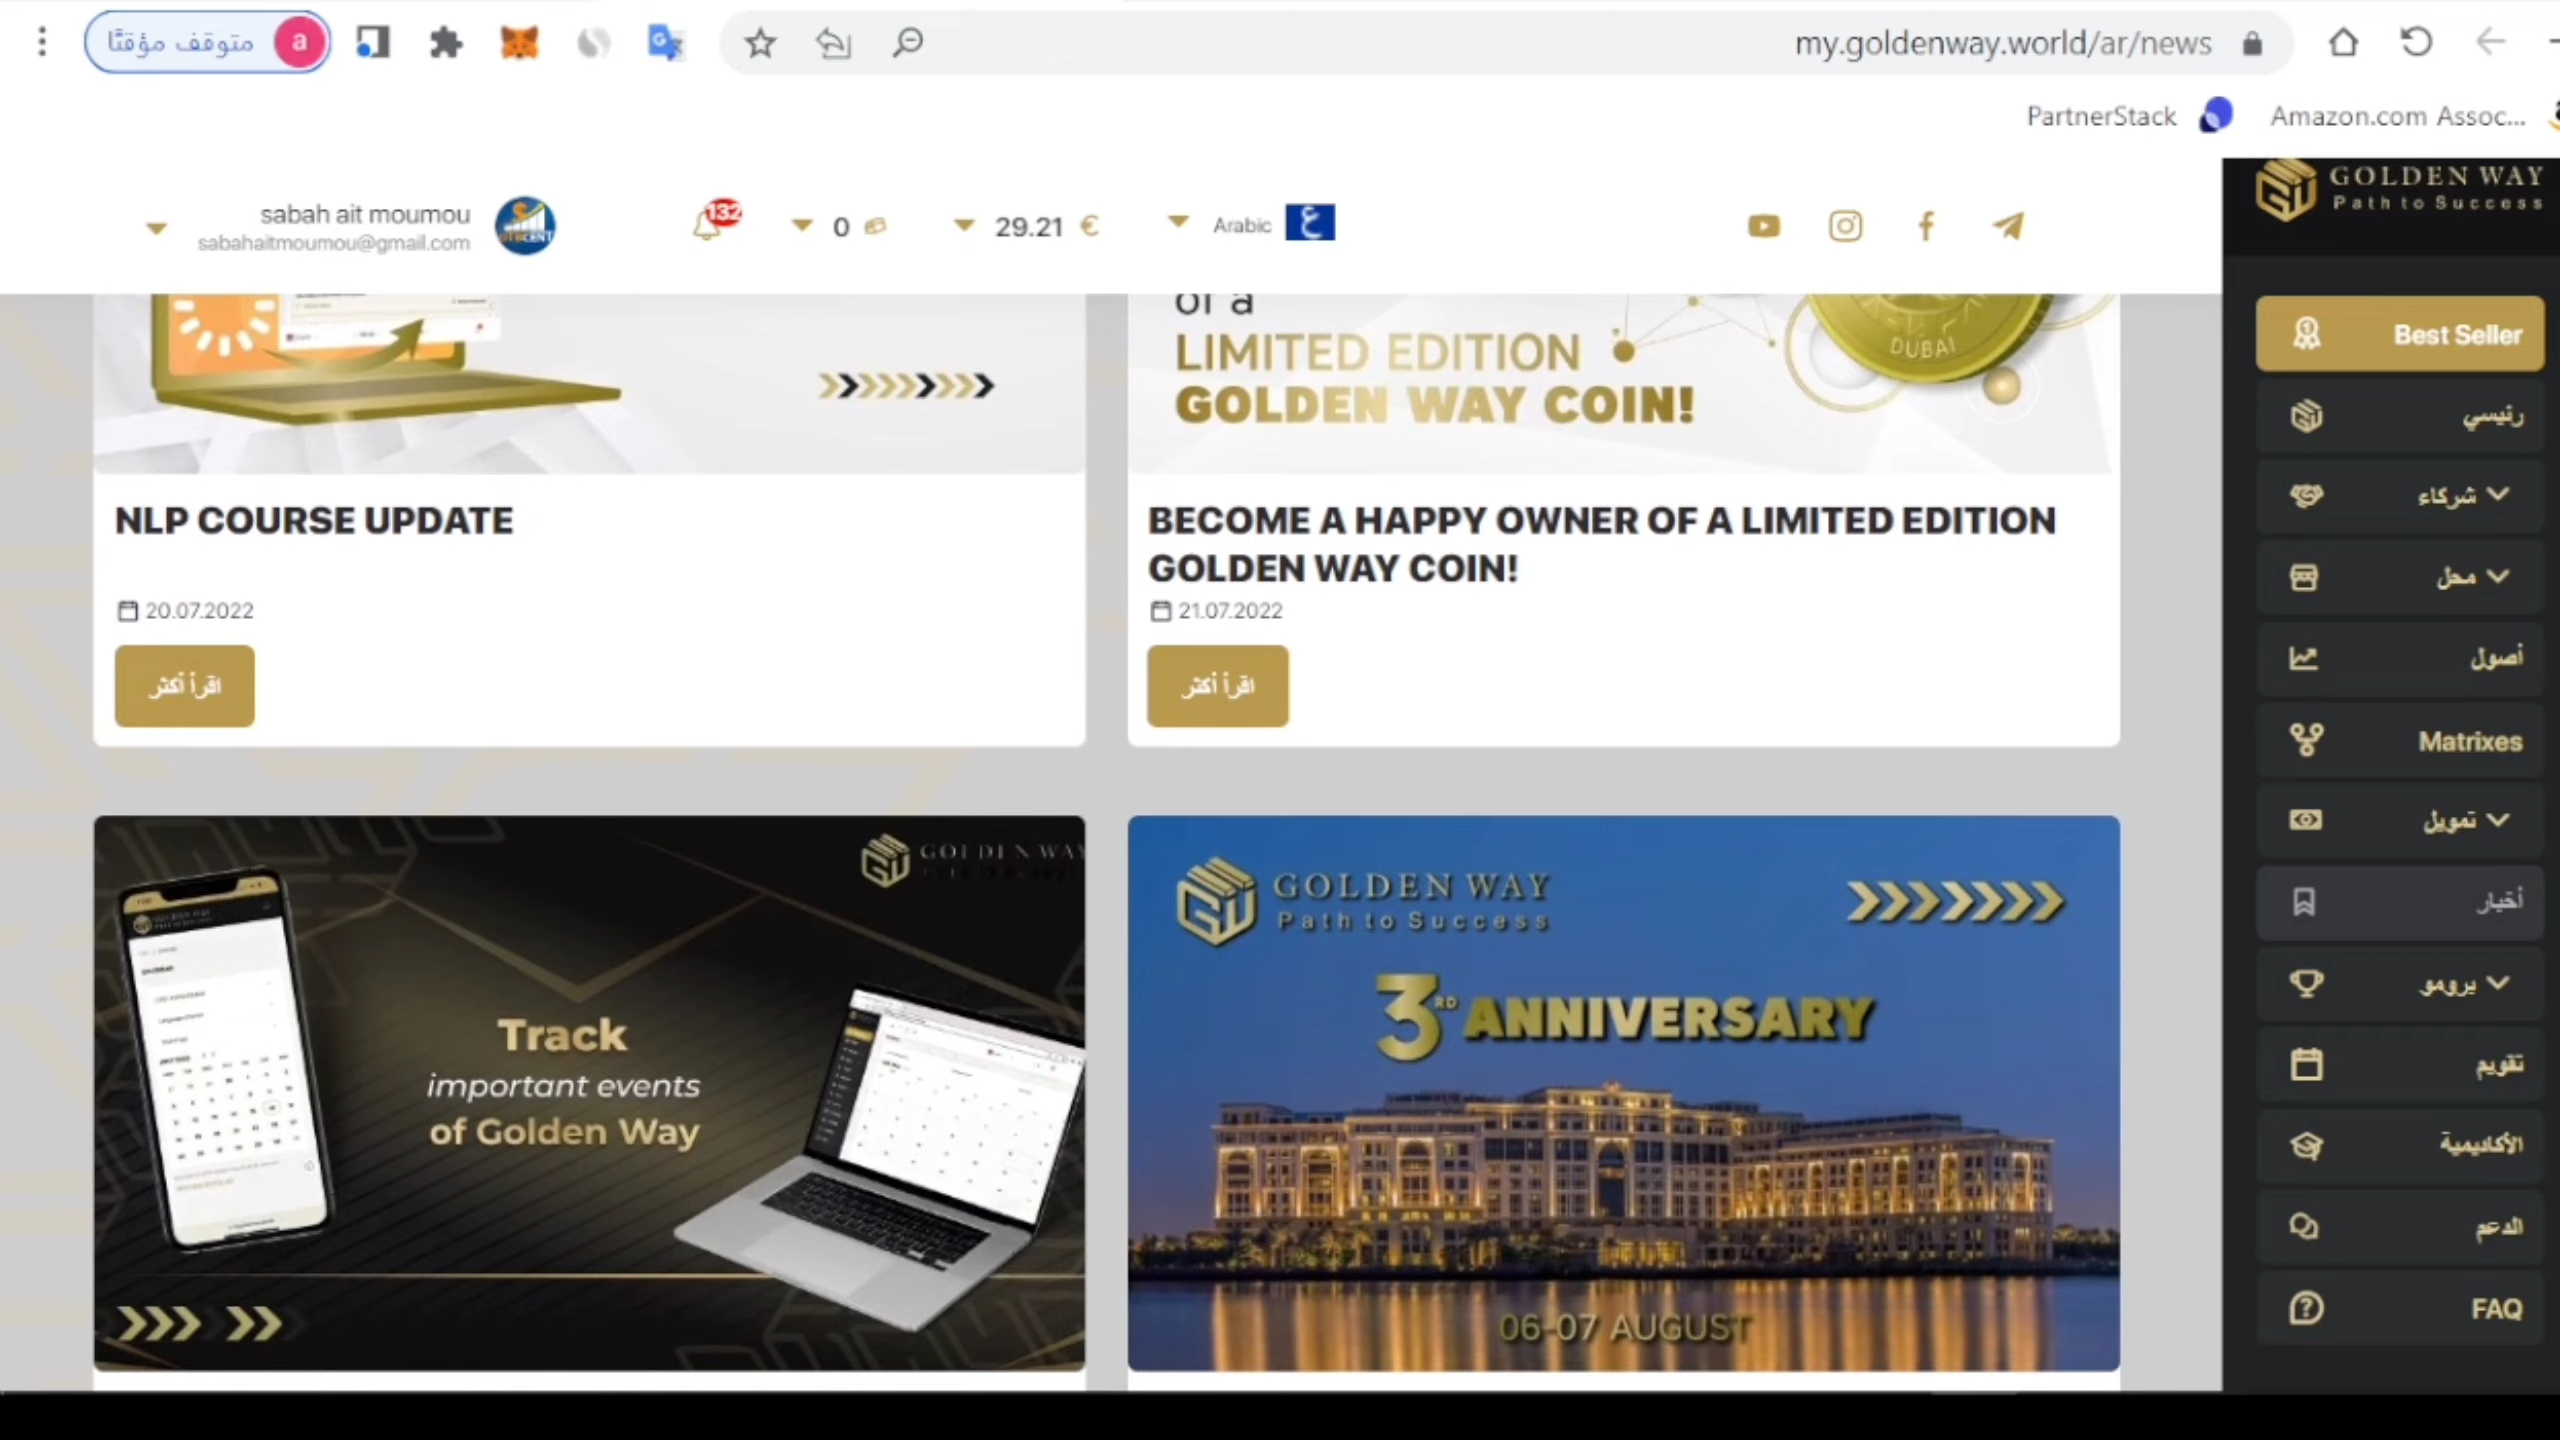 متوقف مؤقتًا
a
my.goldenway.world/ar/news
PartnerStack
Amazon.com Assoc...
sabah ait moumou
sabahaitmoumou@gmail.com
132
0
29.21 €
Arabic
ع
GOLDEN WAY
Path to Success
Best Seller
رئيسي
شركاء
محل
أصول
Matrixes
تمويل
أخبار
برومو
تقويم
الأكاديمية
الدعم
FAQ
of a
LIMITED EDITION
GOLDEN WAY COIN!
DUBAI
NLP COURSE UPDATE
20.07.2022
اقرأ أكثر
BECOME A HAPPY OWNER OF A LIMITED EDITION
GOLDEN WAY COIN!
21.07.2022
اقرأ أكثر
GOLDEN WAY
Track
important events
of Golden Way
GOLDEN WAY
Path to Success
3RD ANNIVERSARY
06-07 AUGUST